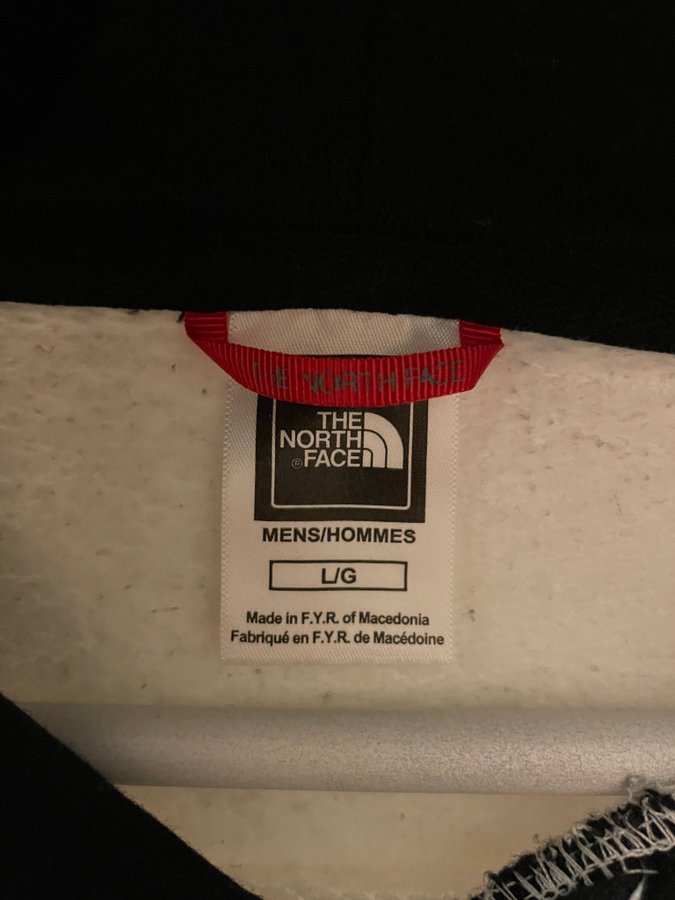 THE NORTH FACE
THE
NORTH
® FACE
MENS/HOMMES
L/G
Made in F.Y.R. of Macedonia
Fabriqué en F.Y.R. de Macédoine